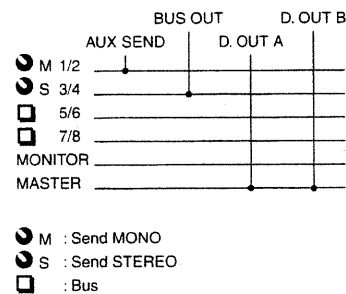 BUS OUT D. OUT B
AUX SEND D. OUT A
M 1/2
S 3/4
5/6
7/8
MONITOR
MASTER
M : Send MONO
S : Send STEREO
: Bus